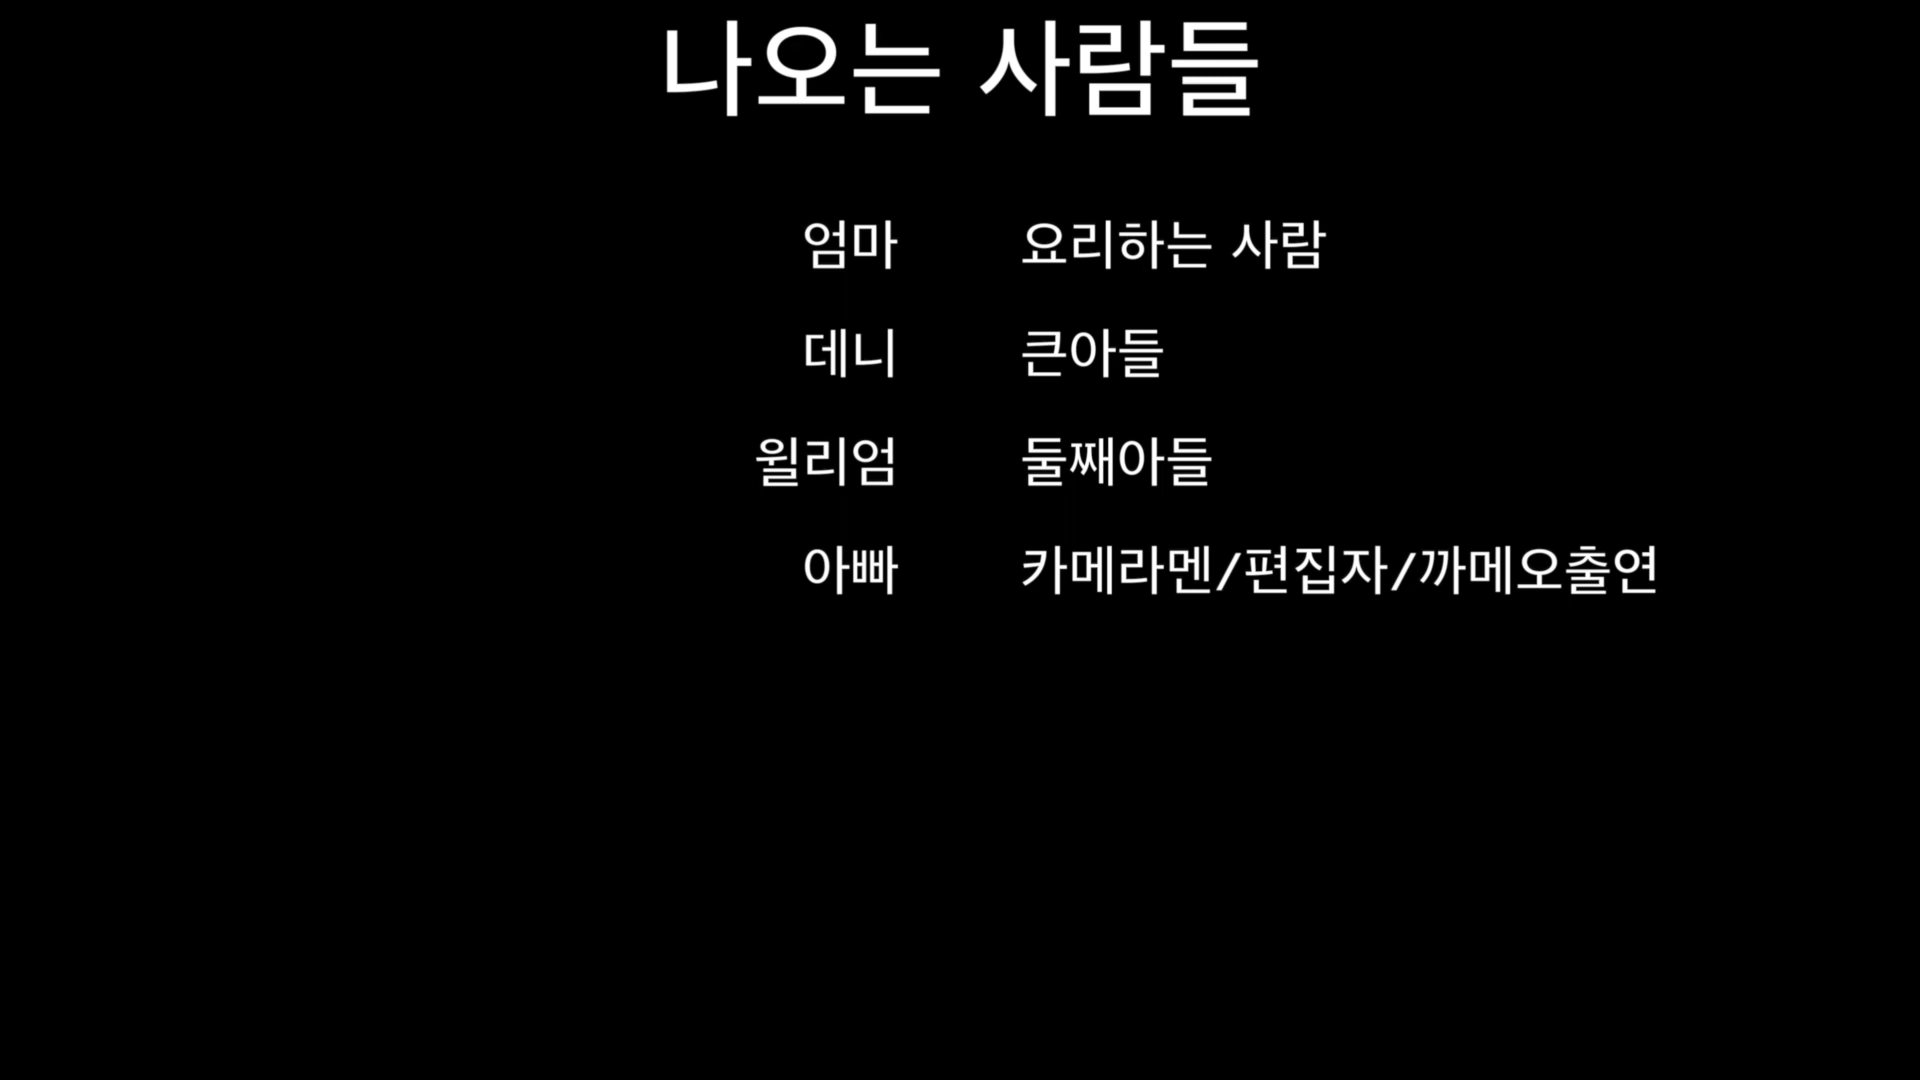 나오는 사람들
엄마 요리하는 사람
데니 큰아들
윌리엄 둘째아들
아빠 카메라멘/편집자/까메오출연